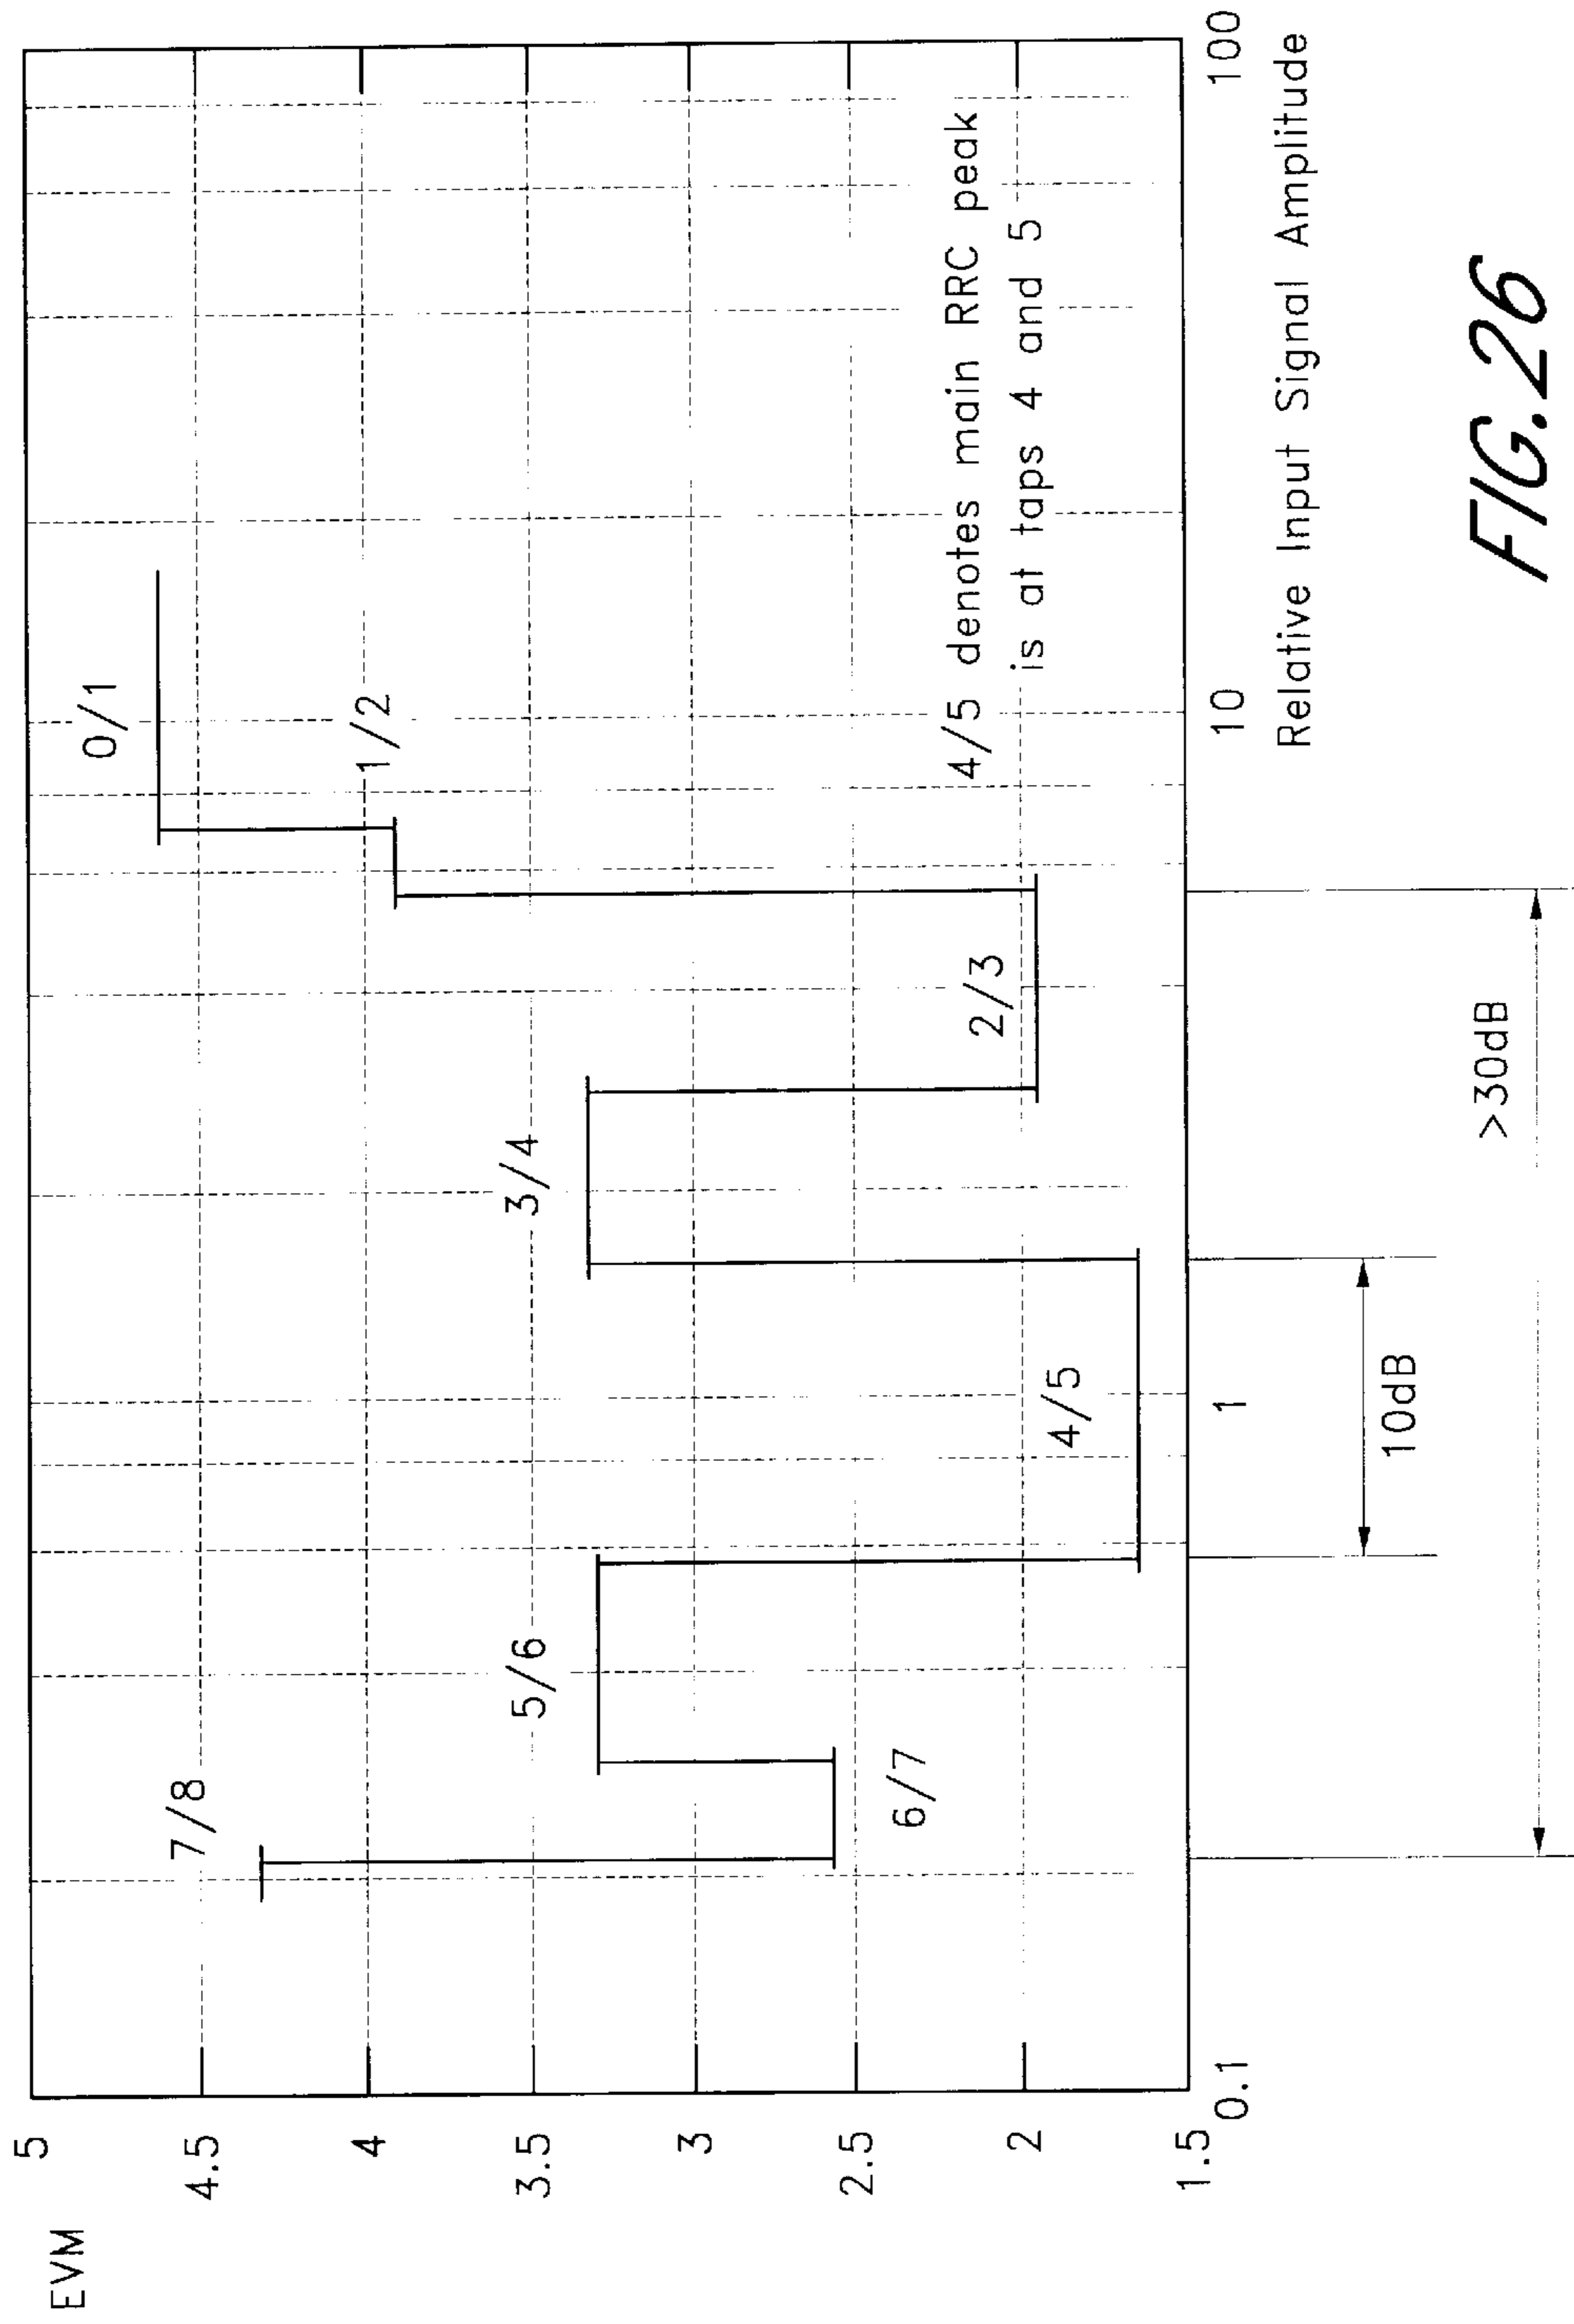 EVM
5
4.5
4
3.5
3
2.5
2
1.5
0.1
1
10
100
Relative Input Signal Amplitude
7/8
6/7
5/6
4/5
3/4
2/3
1/2
0/1
4/5 denotes main RRC peak
is at taps 4 and 5
10dB
>30dB
FIG.26